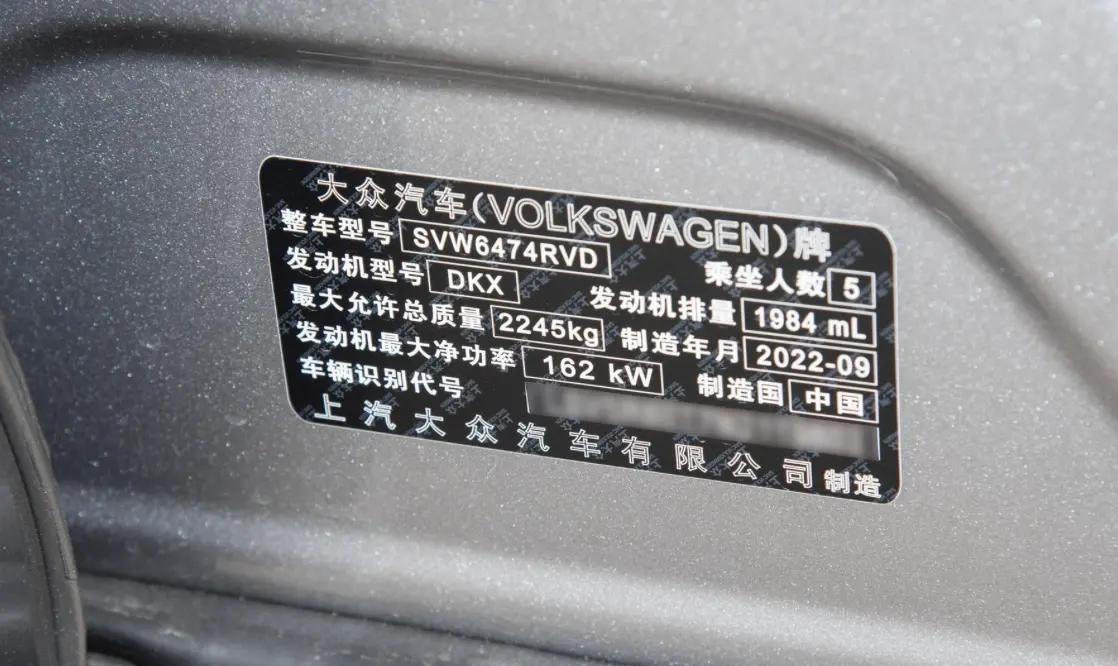 大众汽车(VOLKSWAGEN)牌
整车型号 SVW6474RVD 乘坐人数 5
发动机型号 DKX 发动机排量 1984 mL
最大允许总质量 2245kg 制造年月 2022-09
发动机最大净功率 162 kW 制造国 中国
车辆识别代号
上汽大众汽车有限公司制造